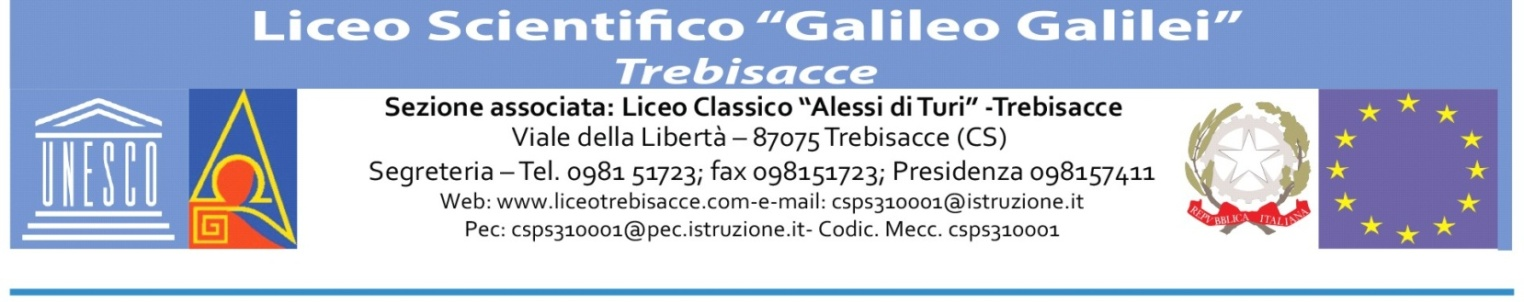 Liceo Scientifico “Galileo Galilei”
Trebisacce
Sezione associata: Liceo Classico “Alessi di Turi” -Trebisacce
Viale della Libertà – 87075 Trebisacce (CS)
Segreteria – Tel. 0981 51723; fax 098151723; Presidenza 098157411
Web: www.liceotrebisacce.com-e-mail: csps310001@istruzione.it
Pec: csps310001@pec.istruzione.it- Codic. Mecc. csps310001
UNESCO
REPVBBLICA ITALIANA